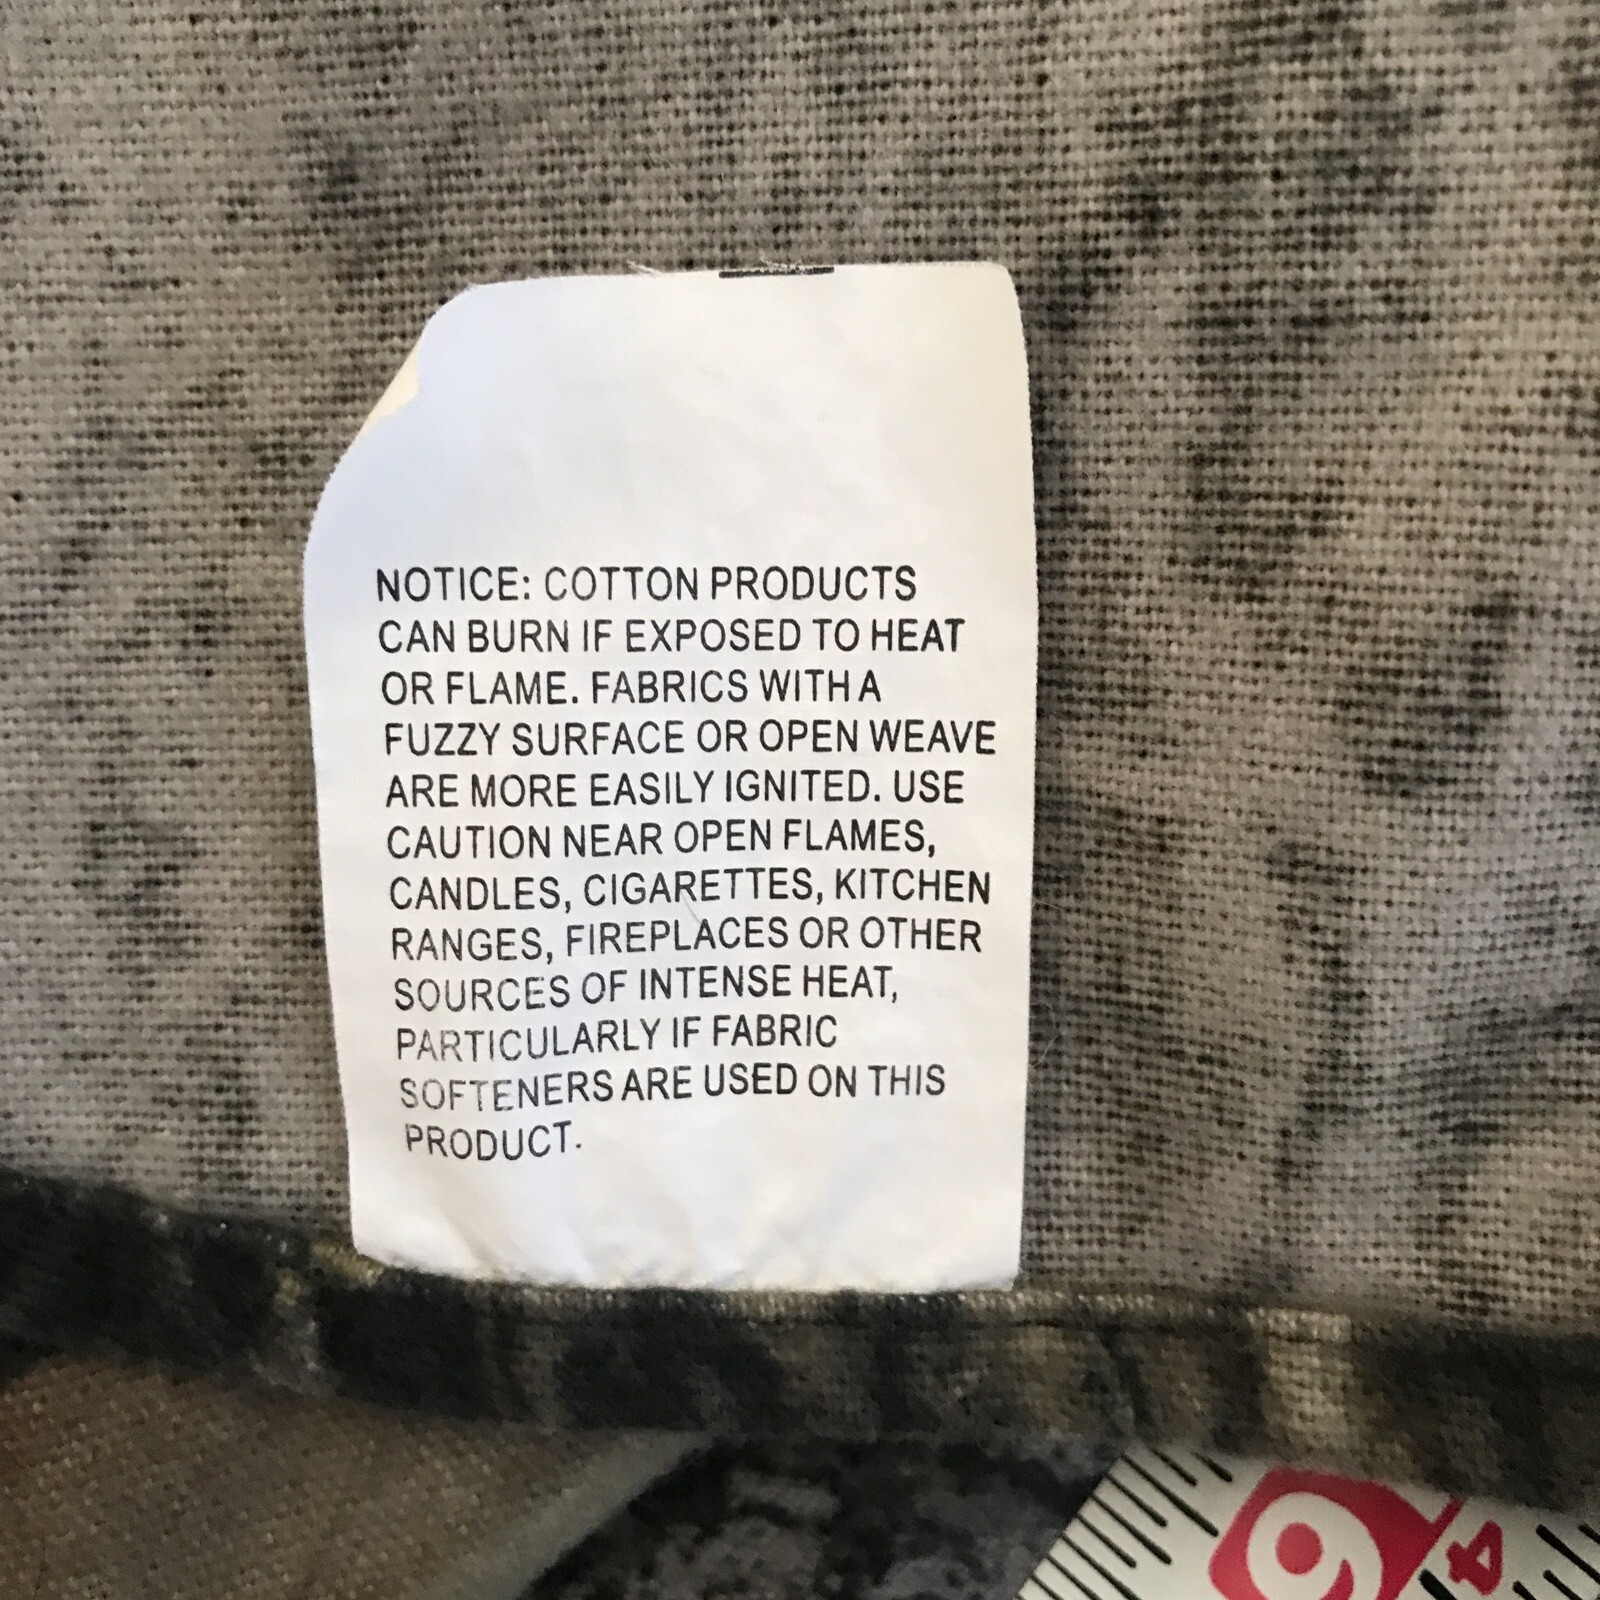 NOTICE: COTTON PRODUCTS
CAN BURN IF EXPOSED TO HEAT
OR FLAME. FABRICS WITH A
FUZZY SURFACE OR OPEN WEAVE
ARE MORE EASILY IGNITED. USE
CAUTION NEAR OPEN FLAMES,
CANDLES, CIGARETTES, KITCHEN
RANGES, FIREPLACES OR OTHER
SOURCES OF INTENSE HEAT,
PARTICULARLY IF FABRIC
SOFTENERS ARE USED ON THIS
PRODUCT.